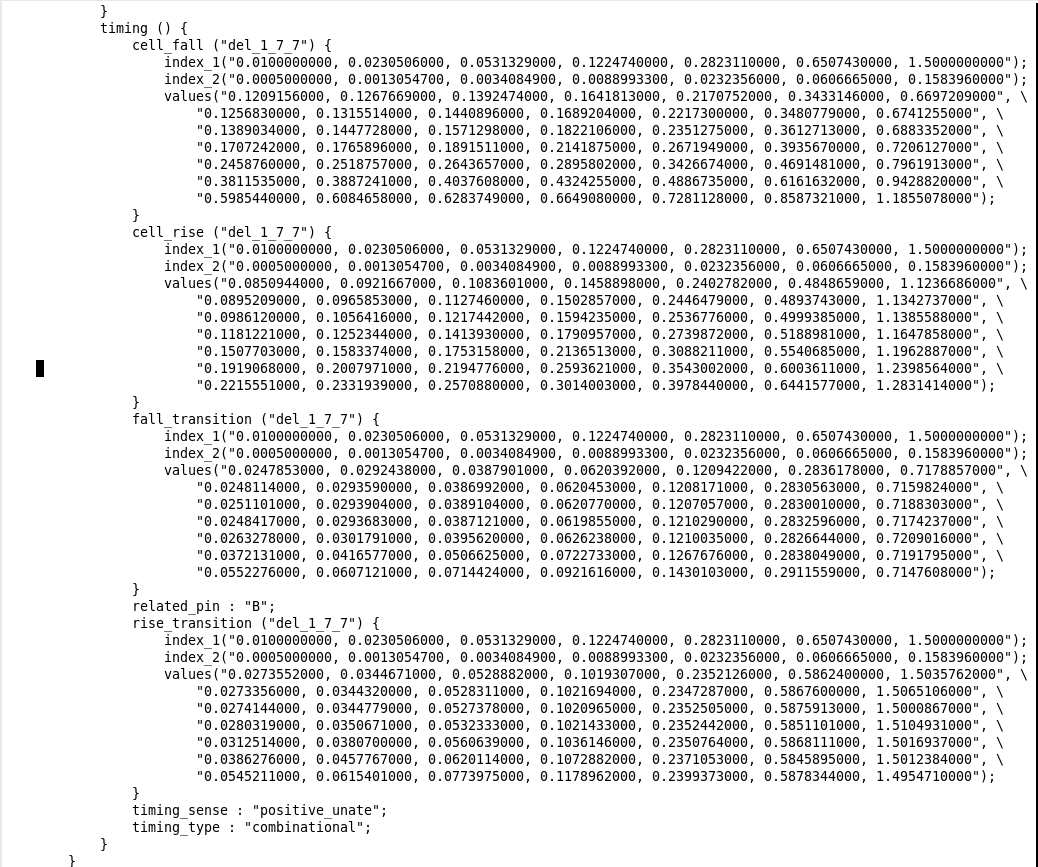 }
timing () {
cell_fall ("del_1_7_7") {
index_1("0.0100000000, 0.0230506000, 0.0531329000, 0.1224740000, 0.2823110000, 0.6507430000, 1.5000000000");
index_2("0.0005000000, 0.0013054700, 0.0034084900, 0.0088993300, 0.0232356000, 0.0606665000, 0.1583960000");
values("0.1209156000, 0.1267669000, 0.1392474000, 0.1641813000, 0.2170752000, 0.3433146000, 0.6697209000", \
"0.1256830000, 0.1315514000, 0.1440896000, 0.1689204000, 0.2217300000, 0.3480779000, 0.6741255000", \
"0.1389034000, 0.1447728000, 0.1571298000, 0.1822106000, 0.2351275000, 0.3612713000, 0.6883352000", \
"0.1707242000, 0.1765896000, 0.1891511000, 0.2141875000, 0.2671949000, 0.3935670000, 0.7206127000", \
"0.2458760000, 0.2518757000, 0.2643657000, 0.2895802000, 0.3426674000, 0.4691481000, 0.7961913000", \
"0.3811535000, 0.3887241000, 0.4037608000, 0.4324255000, 0.4886735000, 0.6161632000, 0.9428820000", \
"0.5985440000, 0.6084658000, 0.6283749000, 0.6649080000, 0.7281128000, 0.8587321000, 1.1855078000");
}
cell_rise ("del_1_7_7") {
index_1("0.0100000000, 0.0230506000, 0.0531329000, 0.1224740000, 0.2823110000, 0.6507430000, 1.5000000000");
index_2("0.0005000000, 0.0013054700, 0.0034084900, 0.0088993300, 0.0232356000, 0.0606665000, 0.1583960000");
values("0.0850944000, 0.0921667000, 0.1083601000, 0.1458898000, 0.2402782000, 0.4848659000, 1.1236686000", \
"0.0895209000, 0.0965853000, 0.1127460000, 0.1502857000, 0.2446479000, 0.4893743000, 1.1342737000", \
"0.0986120000, 0.1056416000, 0.1217442000, 0.1594235000, 0.2536776000, 0.4999385000, 1.1385588000", \
"0.1181221000, 0.1252344000, 0.1413930000, 0.1790957000, 0.2739872000, 0.5188981000, 1.1647858000", \
"0.1507703000, 0.1583374000, 0.1753158000, 0.2136513000, 0.3088211000, 0.5540685000, 1.1962887000", \
"0.1919068000, 0.2007971000, 0.2194776000, 0.2593621000, 0.3543002000, 0.6003611000, 1.2398564000", \
"0.2215551000, 0.2331939000, 0.2570880000, 0.3014003000, 0.3978440000, 0.6441577000, 1.2831414000");
}
fall_transition ("del_1_7_7") {
index_1("0.0100000000, 0.0230506000, 0.0531329000, 0.1224740000, 0.2823110000, 0.6507430000, 1.5000000000");
index_2("0.0005000000, 0.0013054700, 0.0034084900, 0.0088993300, 0.0232356000, 0.0606665000, 0.1583960000");
values("0.0247853000, 0.0292438000, 0.0387901000, 0.0620392000, 0.1209422000, 0.2836178000, 0.7178857000", \
"0.0248114000, 0.0293590000, 0.0386992000, 0.0620453000, 0.1208171000, 0.2830563000, 0.7159824000", \
"0.0251101000, 0.0293904000, 0.0389104000, 0.0620770000, 0.1207057000, 0.2830010000, 0.7188303000", \
"0.0248417000, 0.0293683000, 0.0387121000, 0.0619855000, 0.1210290000, 0.2832596000, 0.7174237000", \
"0.0263278000, 0.0301791000, 0.0395620000, 0.0626238000, 0.1210035000, 0.2826644000, 0.7209016000", \
"0.0372131000, 0.0416577000, 0.0506625000, 0.0722733000, 0.1267676000, 0.2838049000, 0.7191795000", \
"0.0552276000, 0.0607121000, 0.0714424000, 0.0921616000, 0.1430103000, 0.2911559000, 0.7147608000");
}
related_pin : "B";
rise_transition ("del_1_7_7") {
index_1("0.0100000000, 0.0230506000, 0.0531329000, 0.1224740000, 0.2823110000, 0.6507430000, 1.5000000000");
index_2("0.0005000000, 0.0013054700, 0.0034084900, 0.0088993300, 0.0232356000, 0.0606665000, 0.1583960000");
values("0.0273552000, 0.0344671000, 0.0528882000, 0.1019307000, 0.2352126000, 0.5862400000, 1.5035762000", \
"0.0273356000, 0.0344320000, 0.0528311000, 0.1021694000, 0.2347287000, 0.5867600000, 1.5065106000", \
"0.0274144000, 0.0344779000, 0.0527378000, 0.1020965000, 0.2352505000, 0.5875913000, 1.5000867000", \
"0.0280319000, 0.0350671000, 0.0532333000, 0.1021433000, 0.2352442000, 0.5851101000, 1.5104931000", \
"0.0312514000, 0.0380700000, 0.0560639000, 0.1036146000, 0.2350764000, 0.5868111000, 1.5016937000", \
"0.0386276000, 0.0457767000, 0.0620114000, 0.1072882000, 0.2371053000, 0.5845895000, 1.5012384000", \
"0.0545211000, 0.0615401000, 0.0773975000, 0.1178962000, 0.2399373000, 0.5878344000, 1.4954710000");
}
timing_sense : "positive_unate";
timing_type : "combinational";
}
}